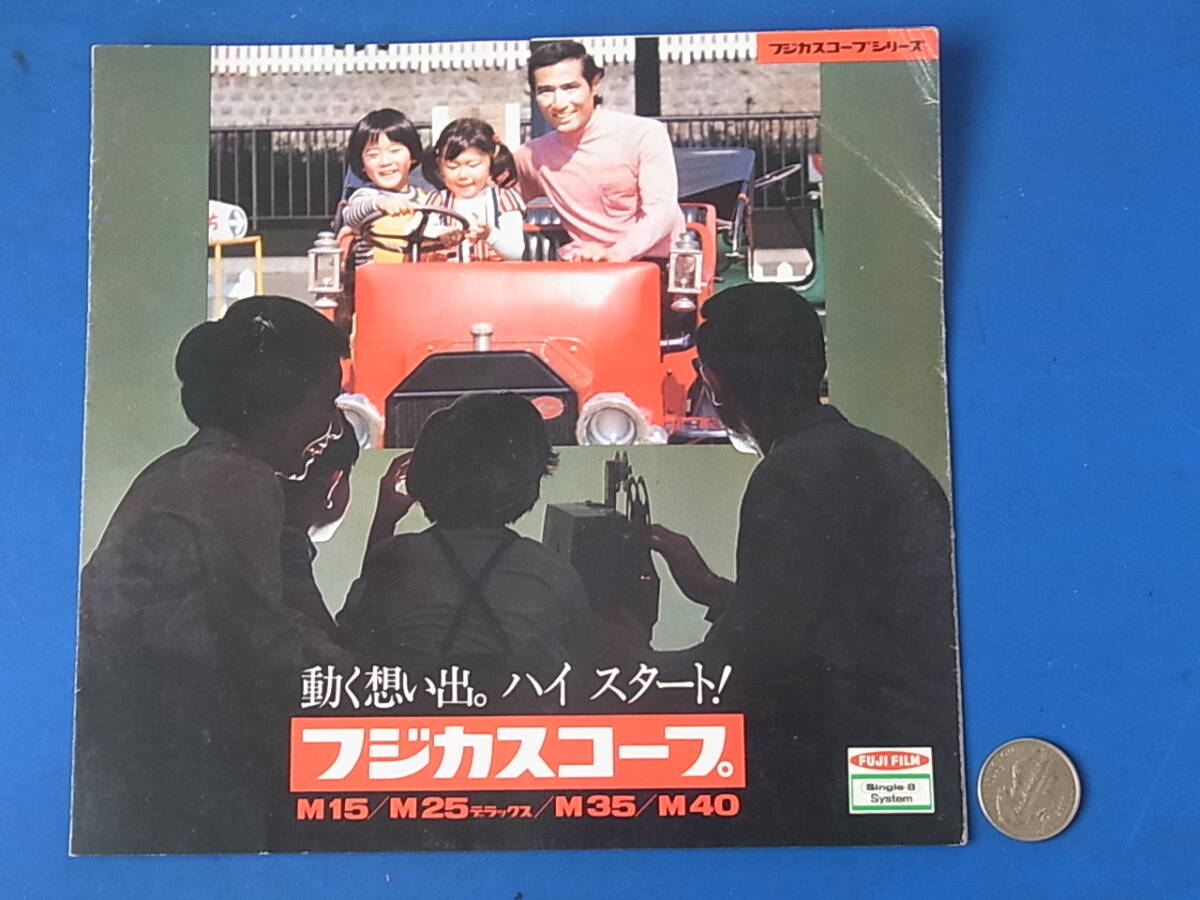 フジカスコープシリーズ
動く想い出。ハイ スタート!
フジカスコープ。
M15/M25デラックス/M35/M40
FUJI FILM
Single-8
System